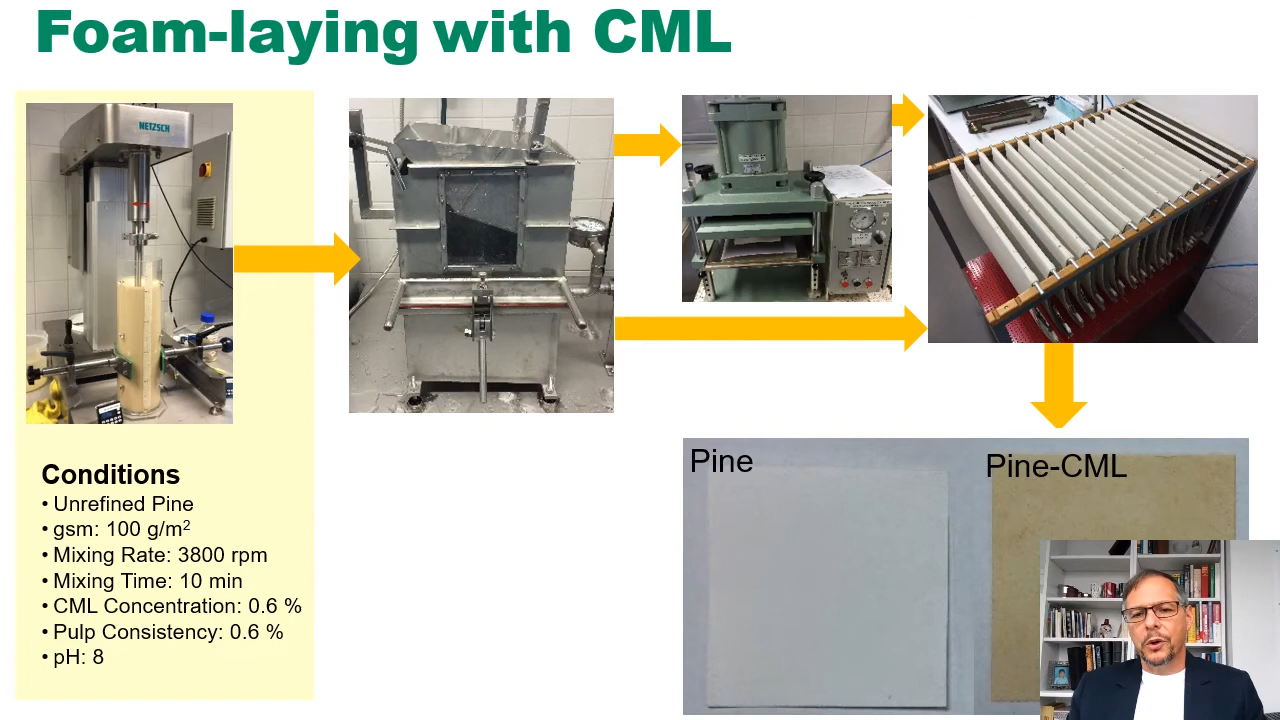 Foam-laying with CML
NETZSCH
Conditions
• Unrefined Pine
• gsm: 100 g/m²
• Mixing Rate: 3800 rpm
• Mixing Time: 10 min
• CML Concentration: 0.6 %
• Pulp Consistency: 0.6 %
• pH: 8
Pine
Pine-CML